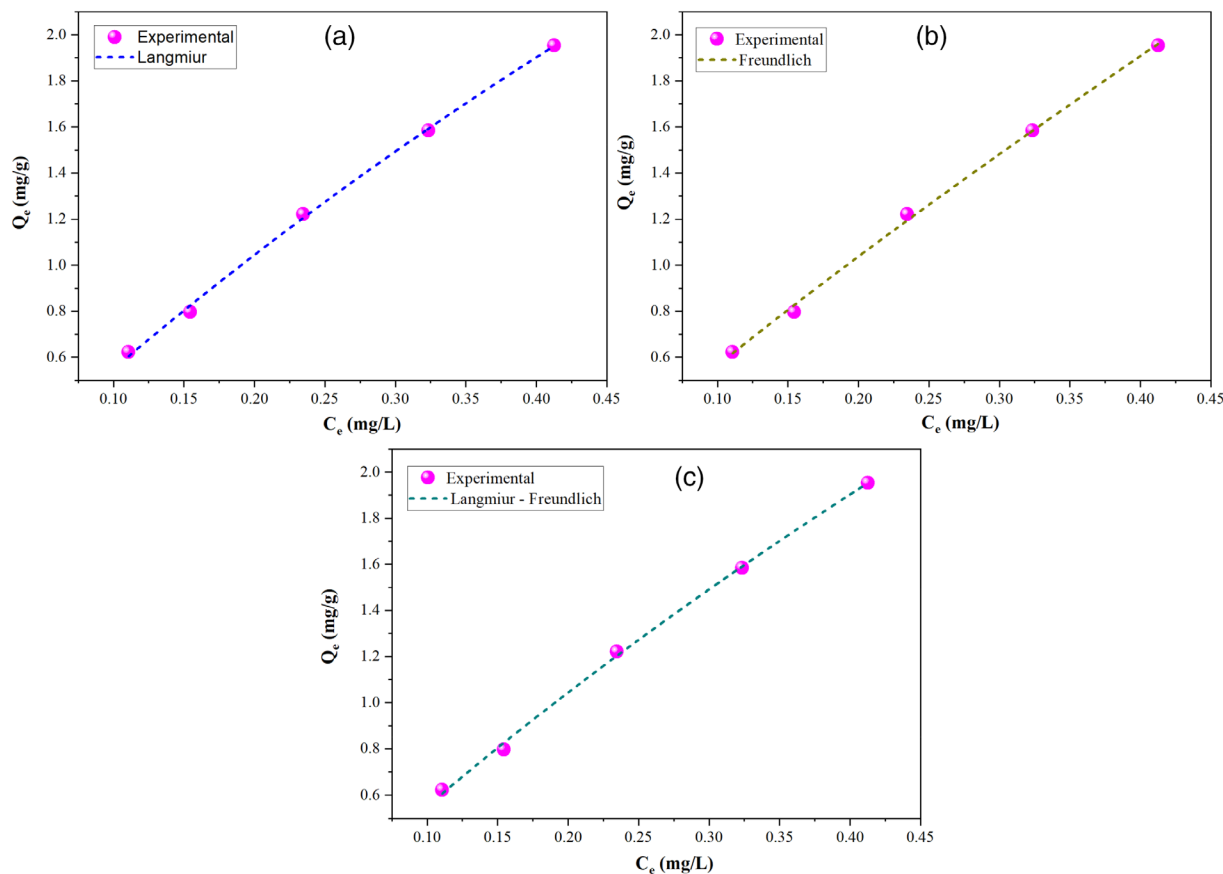 (a)
Experimental
Langmiur
2.0
1.8
1.6
1.4
1.2
1.0
0.8
0.6
Qe (mg/g)
0.10 0.15 0.20 0.25 0.30 0.35 0.40 0.45
Ce (mg/L)
(b)
Experimental
Freundlich
2.0
1.8
1.6
1.4
1.2
1.0
0.8
0.6
Qe (mg/g)
0.10 0.15 0.20 0.25 0.30 0.35 0.40 0.45
Ce (mg/L)
(c)
Experimental
Langmiur - Freundlich
2.0
1.8
1.6
1.4
1.2
1.0
0.8
0.6
Qe (mg/g)
0.10 0.15 0.20 0.25 0.30 0.35 0.40 0.45
Ce (mg/L)